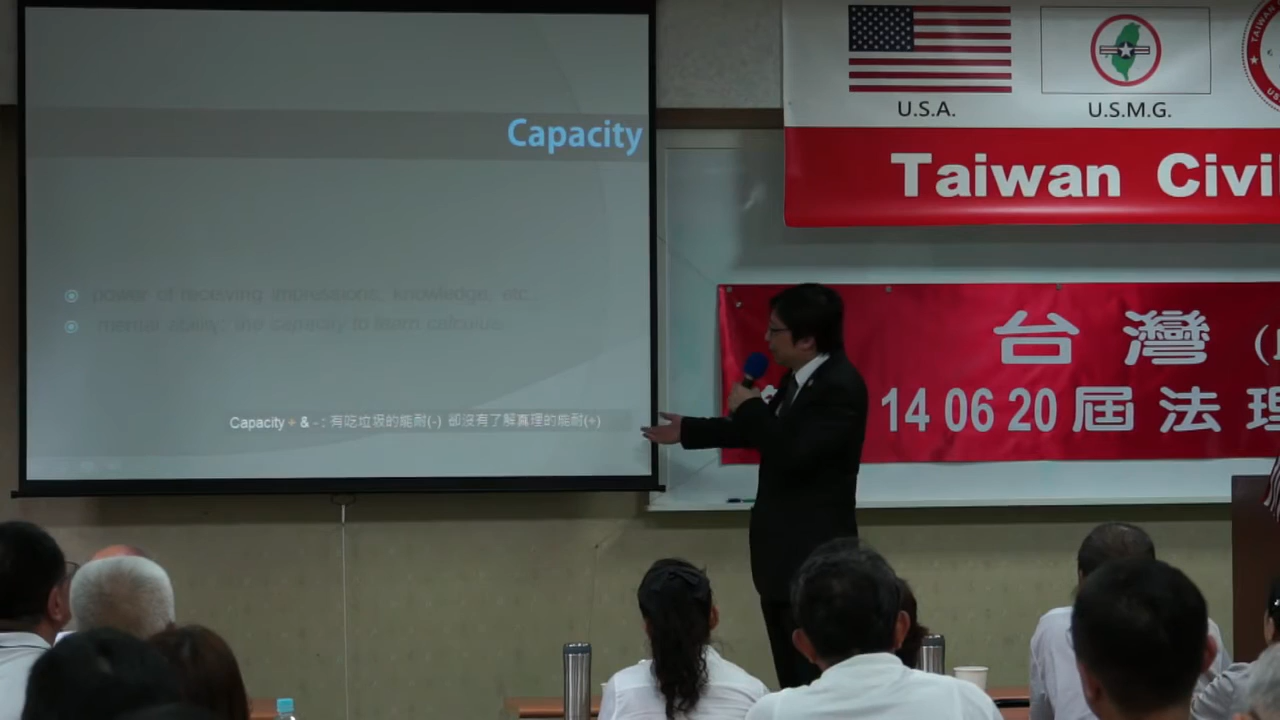 Capacity
power of receiving impressions, knowledge, etc.
mental ability: the capacity to learn calculus.
Capacity + & - : 有吃垃圾的能耐(-) 卻沒有了解真理的能耐(+)
U.S.A.
U.S.M.G.
TAIWAN
Taiwan Civi
台灣
14 06 20 屆法理